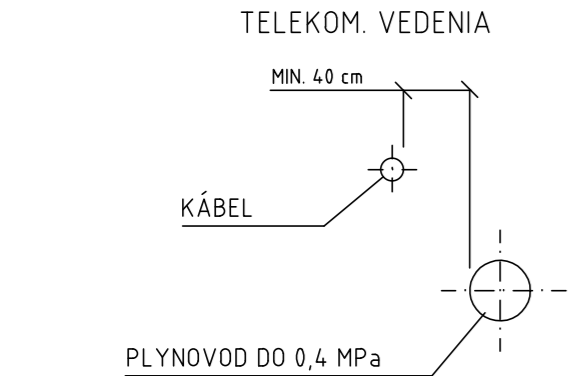 TELEKOM. VEDENIA
MIN. 40 cm
KÁBEL
PLYNOVOD DO 0,4 MPa